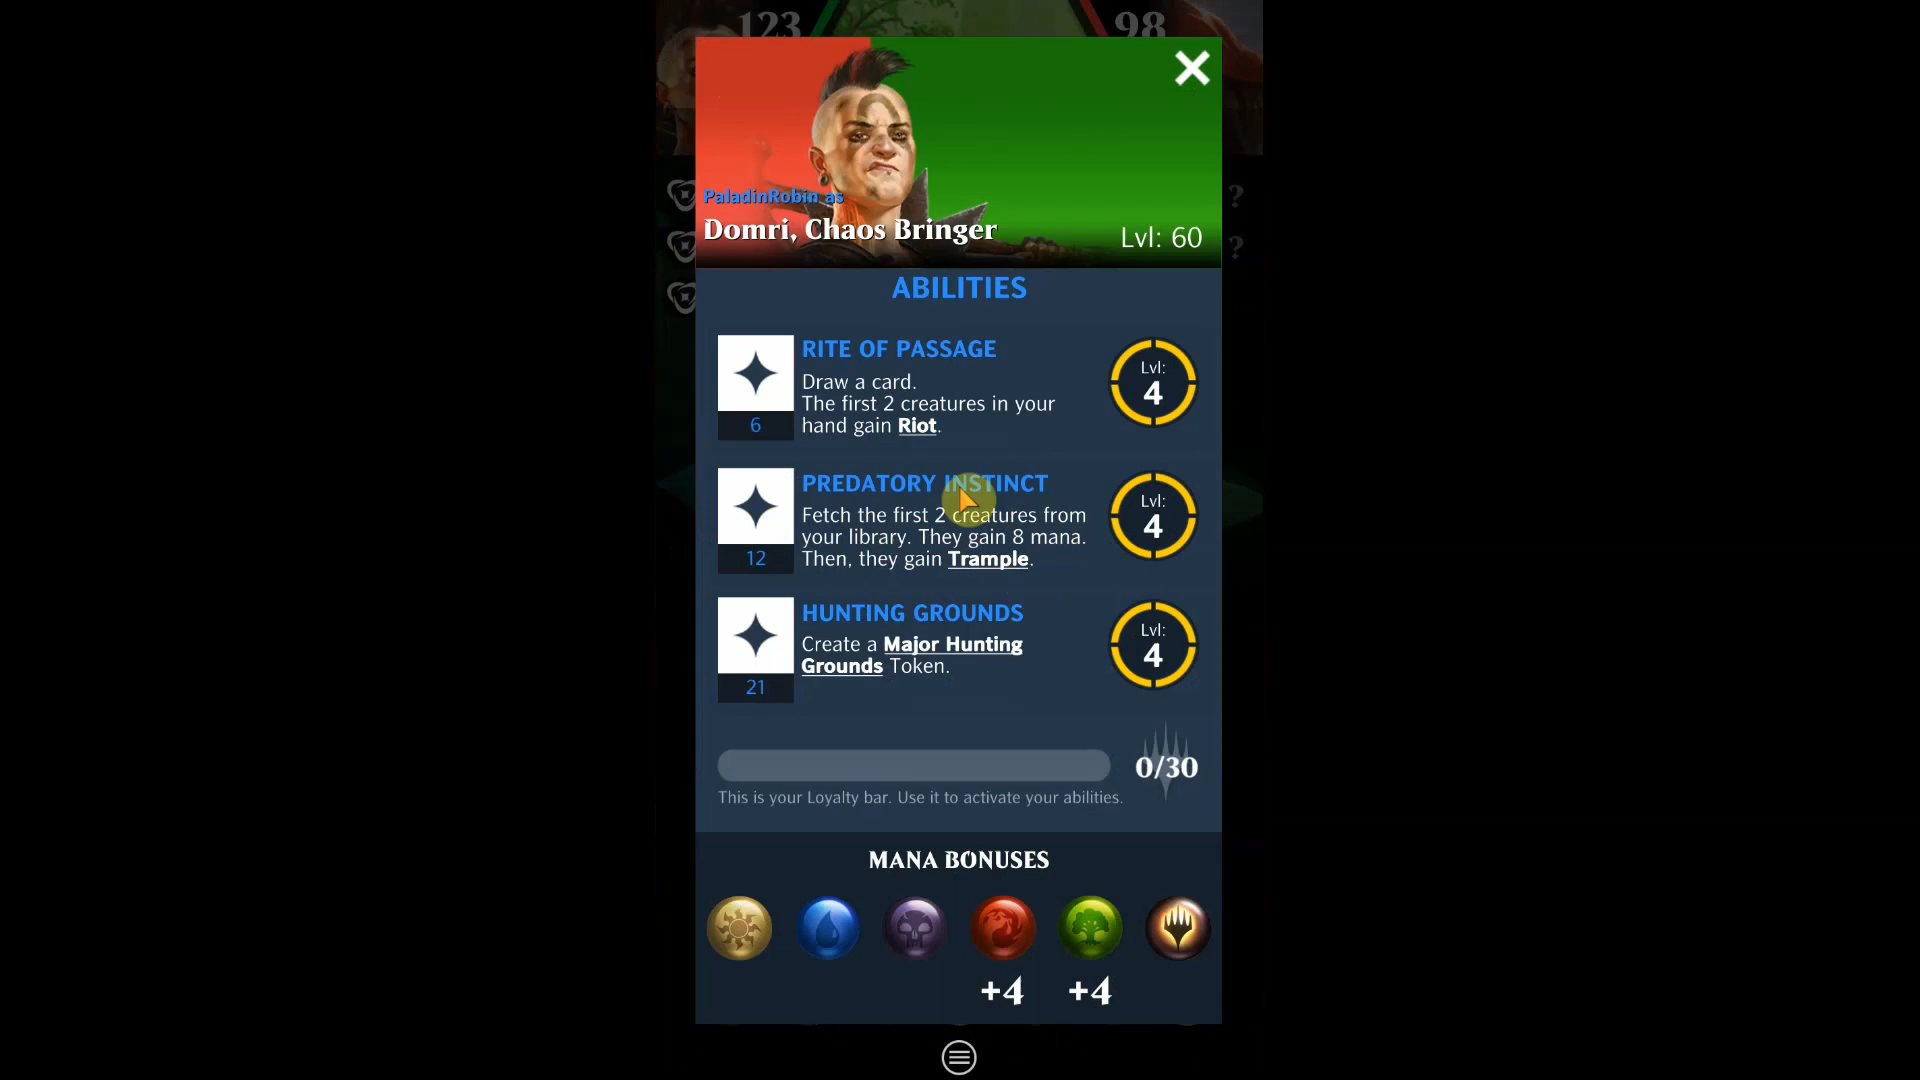 123
98
PaladinRobin as
Domri, Chaos Bringer
Lvl: 60
ABILITIES
RITE OF PASSAGE
Draw a card.
The first 2 creatures in your
hand gain Riot.
6
Lvl:
4
PREDATORY INSTINCT
Fetch the first 2 creatures from
your library. They gain 8 mana.
Then, they gain Trample.
12
Lvl:
4
HUNTING GROUNDS
Create a Major Hunting
Grounds Token.
21
Lvl:
4
0/30
This is your Loyalty bar. Use it to activate your abilities.
MANA BONUSES
+4
+4
?
?